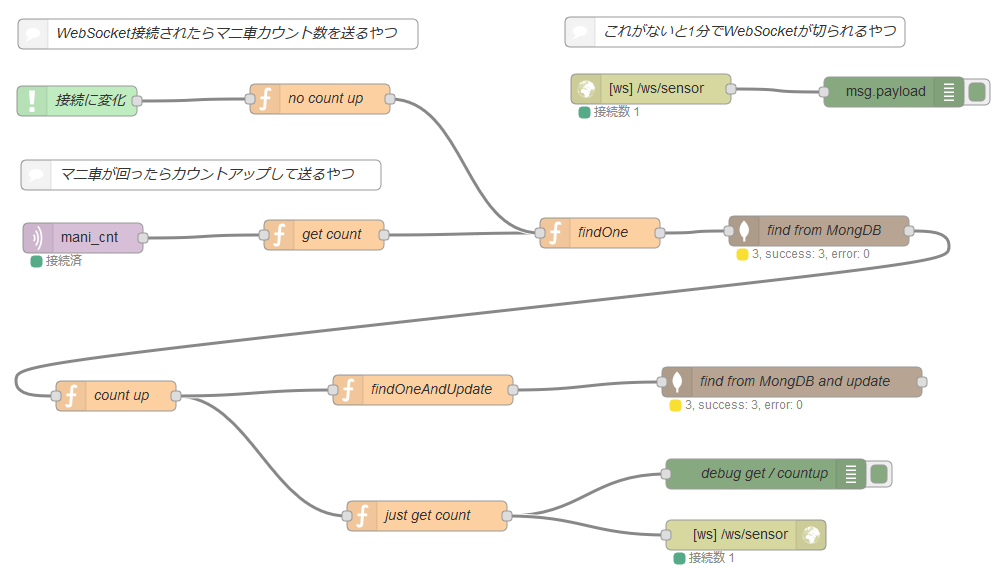 WebSocket接続されたらマニ車カウント数を送るやつ
これがないと1分でWebSocketが切られるやつ
接続に変化
no count up
[ws] /ws/sensor
接続数 1
msg.payload
マニ車が回ったらカウントアップして送るやつ
mani_cnt
接続済
get count
findOne
find from MongDB
3, success: 3, error: 0
count up
findOneAndUpdate
find from MongDB and update
3, success: 3, error: 0
just get count
debug get / countup
[ws] /ws/sensor
接続数 1